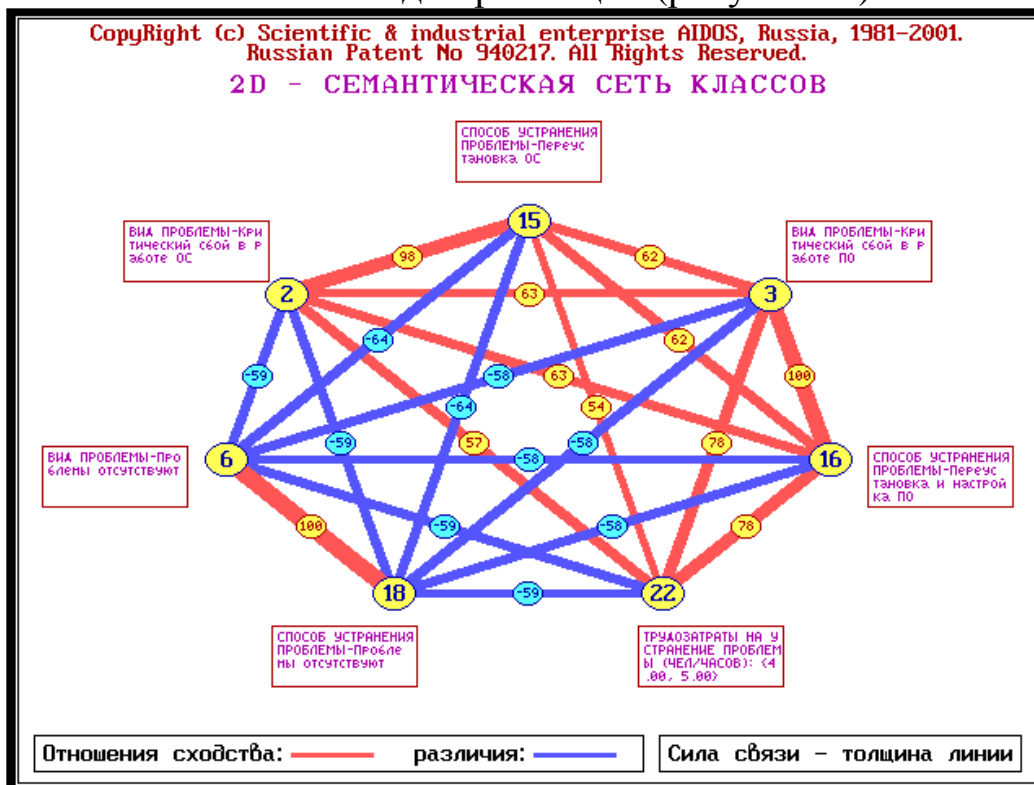 CopyRight (c) Scientific & industrial enterprise AIDOS, Russia, 1981-2001.
Russian Patent No 940217. All Rights Reserved.
2D - СЕМАНТИЧЕСКАЯ СЕТЬ КЛАССОВ
СПОСОБ УСТРАНЕНИЯ
ПРОБЛЕМЫ-Переус
тановка ОС
15
ВИД ПРОБЛЕМЫ-Кри
тический сбой в р
аботе ОС
ВИД ПРОБЛЕМЫ-Кри
тический сбой в р
аботе ПО
98
62
2
63
3
-64
62
-59
-58
63
100
-64
54
-59
57
-58
78
ВИД ПРОБЛЕМЫ-Про
блемы отсутствуют
6
-58
16
СПОСОБ УСТРАНЕНИЯ
ПРОБЛЕМЫ-Переус
тановка и настрой
ка ПО
100
-59
-58
78
18
-59
22
СПОСОБ УСТРАНЕНИЯ
ПРОБЛЕМЫ-Пробле
мы отсутствуют
ТРУДОЗАТРАТЫ НА У
СТРАНЕНИЕ ПРОБЛЕМ
Ы (ЧЕЛ/ЧАСОВ): {4
.00, 5.00}
Отношения сходства: различия:
Сила связи - толщина линии